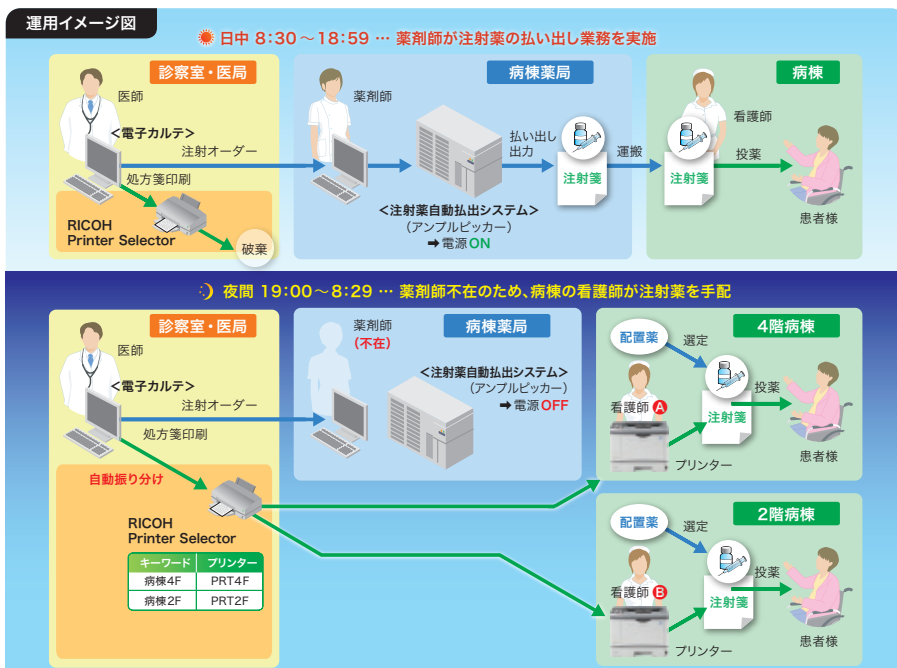 運用イメージ図
日中 8:30～18:59 … 薬剤師が注射薬の払い出し業務を実施
診察室・医局
医師
<電子カルテ>
注射オーダー
処方箋印刷
RICOH
Printer Selector
破棄
病棟薬局
薬剤師
払い出し
出力
注射箋
運搬
<注射薬自動払出システム>
(アンプルピッカー)
➡電源ON
病棟
看護師
注射箋
投薬
患者様
夜間 19:00～8:29 … 薬剤師不在のため、病棟の看護師が注射薬を手配
診察室・医局
医師
<電子カルテ>
注射オーダー
処方箋印刷
自動振り分け
RICOH
Printer Selector
キーワード プリンター
病棟4F PRT4F
病棟2F PRT2F
病棟薬局
薬剤師
(不在)
<注射薬自動払出システム>
(アンプルピッカー)
➡電源OFF
4階病棟
配置薬
選定
看護師 A
注射箋
投薬
プリンター
患者様
2階病棟
配置薬
選定
看護師 B
注射箋
投薬
プリンター
患者様